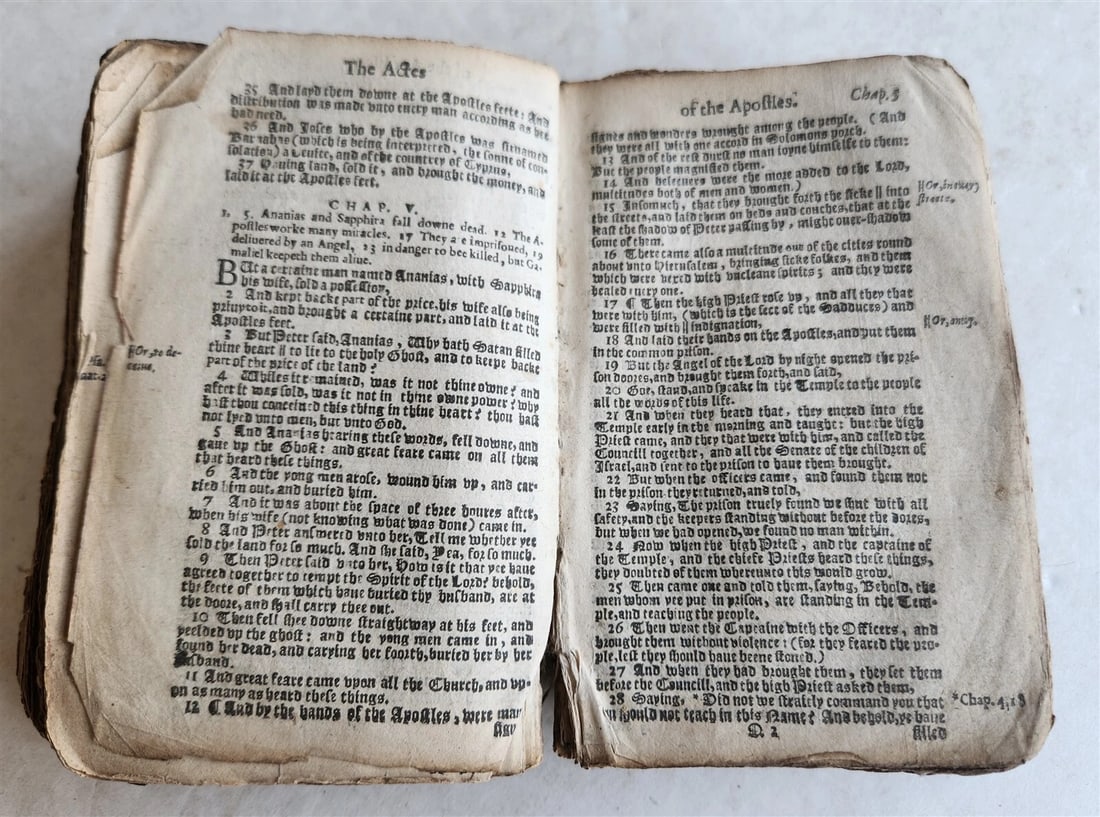 The Actes
35 And layd them downe at the Apostles feete: And
distribution was made vnto euery man according as hee
had need.
36 And Joses who by the Apostles was surnamed
Barnabas (which is being interpreted, the sonne of con-
solation) a Leuite, and of the countrey of Cyprus,
37 Hauing land, sold it, and brought the money, and
laid it at the Apostles feet.
CHAP. V.
1. 5. Ananias and Sapphira fall downe dead. 12 The A-
postles worke many miracles. 17 They are imprisoned, 19
deliuered by an Angel, 23 in danger to bee killed, but Ga-
maliel keepeth them aliue.
BUt a certaine man named Ananias, with Sapphira
his wife, sold a possession,
2 And kept backe part of the price, his wife also being
priuy to it, and brought a certaine part, and laid it at the
Apostles feet.
3 But Peter said, Ananias, Why hath Satan filled
thine heart || to lie to the holy Ghost, and to keepe backe
part of the price of the land?
||Or, to de-
ceiue.
4 Whiles it remained, was it not thine owne? and
after it was sold, was it not in thine owne power? why
hast thou conceiued this thing in thine heart? thou hast
not lyed vnto men, but vnto God.
5 And Ananias hearing these words, fell downe, and
gaue vp the Ghost: and great feare came on all them
that heard these things.
6 And the yong men arose, wound him vp, and car-
ried him out, and buried him.
7 And it was about the space of three houres after,
when his wife (not knowing what was done) came in.
8 And Peter answered vnto her, Tell me whether yee
sold the land for so much. And she said, Yea, for so much.
9 Then Peter said vnto her, How is it that yee haue
agreed together to tempt the Spirit of the Lord? behold,
the feete of them which haue buried thy husband, are at
the doore, and shall carry thee out.
10 Then fell shee downe straightway at his feet, and
yeelded vp the ghost: and the yong men came in, and
found her dead, and carying her foorth, buried her by her
husband.
11 And great feare came vpon all the Church, and vp-
on as many as heard these things.
12 ¶ And by the hands of the Apostles, were many
signes
of the Apostles. Chap. 5
signes and wonders wrought among the people. (And
they were all with one accord in Solomons porch.
13 And of the rest durst no man ioyne himselfe to them:
But the people magnified them.
14 And beleeuers were the more added to the Lord,
multitudes both of men and women.)
15 Insomuch, that they brought forth the sicke || into
the streets, and laid them on beds and couches, that at the
least the shadow of Peter passing by, might ouer-shadow
some of them.
||Or, in euery
streete.
16 There came also a multitude out of the cities round
about vnto Hierusalem, bringing sicke folkes, and them
which were vexed with vncleane spirits; and they were
healed euery one.
17 ¶ Then the high Priest rose vp, and all they that
were with him, (which is the sect of the Sadduces) and
were filled with || indignation,
||Or, enuy.
18 And laid their hands on the Apostles, and put them
in the common prison.
19 But the Angel of the Lord by night opened the pri-
son doores, and brought them forth, and said,
20 Goe, stand, and speake in the Temple to the people
all the words of this life.
21 And when they heard that, they entred into the
Temple early in the morning and taught: but the high
Priest came, and they that were with him, and called the
Councill together, and all the Senate of the children of
Israel, and sent to the prison to haue them brought.
22 But when the officers came, and found them not
in the prison they returned, and told,
23 Saying, The prison truely found we shut with all
safety, and the keepers standing without before the dores,
but when we had opened, we found no man within.
24 Now when the high Priest, and the captaine of
the Temple, and the chiefe Priests heard these things,
they doubted of them whereunto this would grow.
25 Then came one and told them, saying, Behold, the
men whom yee put in prison, are standing in the Tem-
ple, and teaching the people.
26 Then went the Captaine with the Officers, and
brought them without violence: (for they feared the peo-
ple, lest they should haue beene stoned.)
27 And when they had brought them, they set them
before the Councill, and the high Priest asked them,
28 Saying, *Did not we straitly command you that
you should not teach in this Name? And behold, ye haue
*Chap. 4, 18
Q. 2 filled